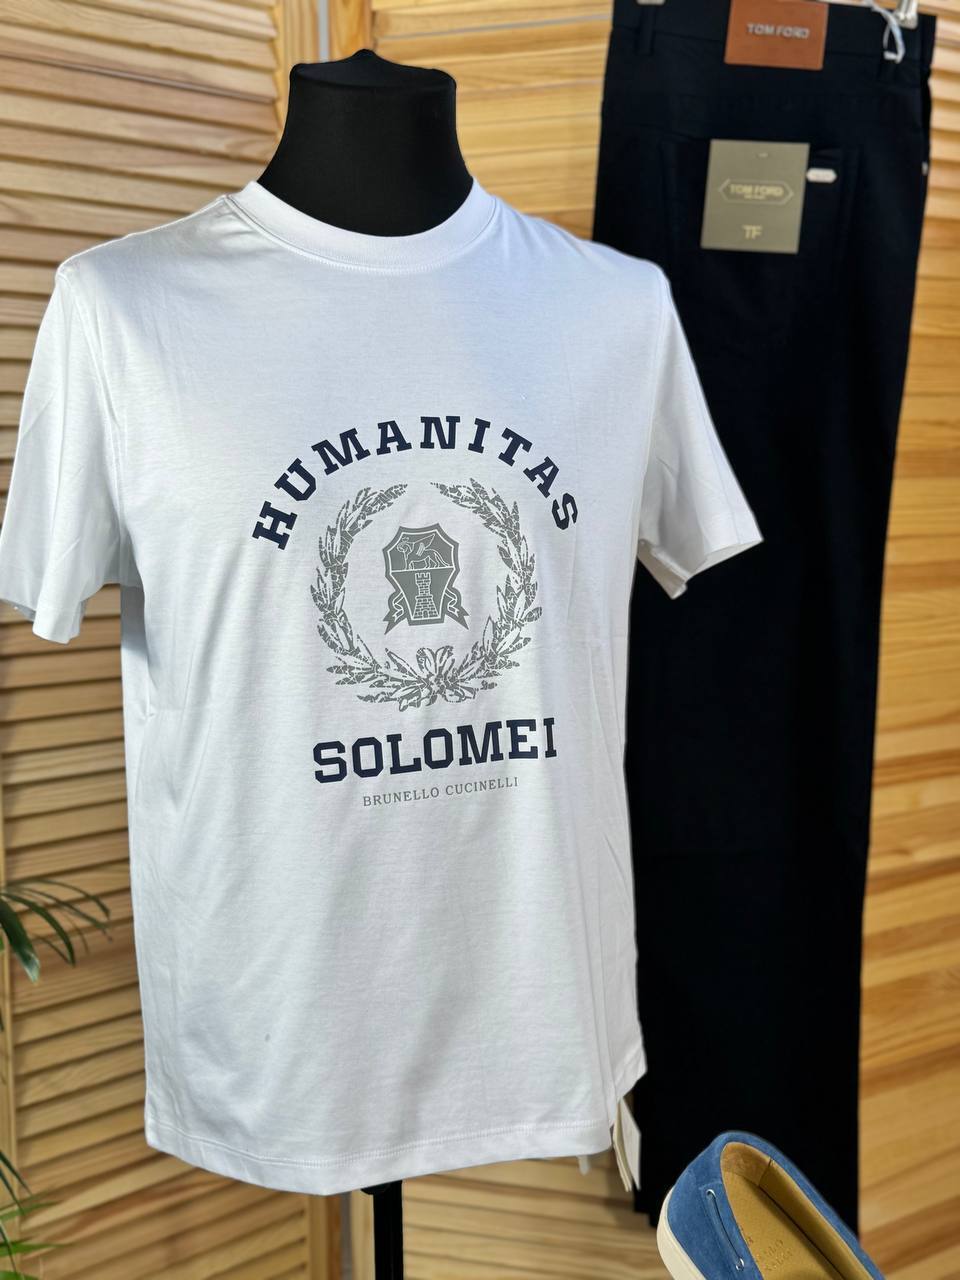 TOM FORD
TOM FORD
TF
HUMANITAS
SOLOMEI
BRUNELLO CUCINELLI